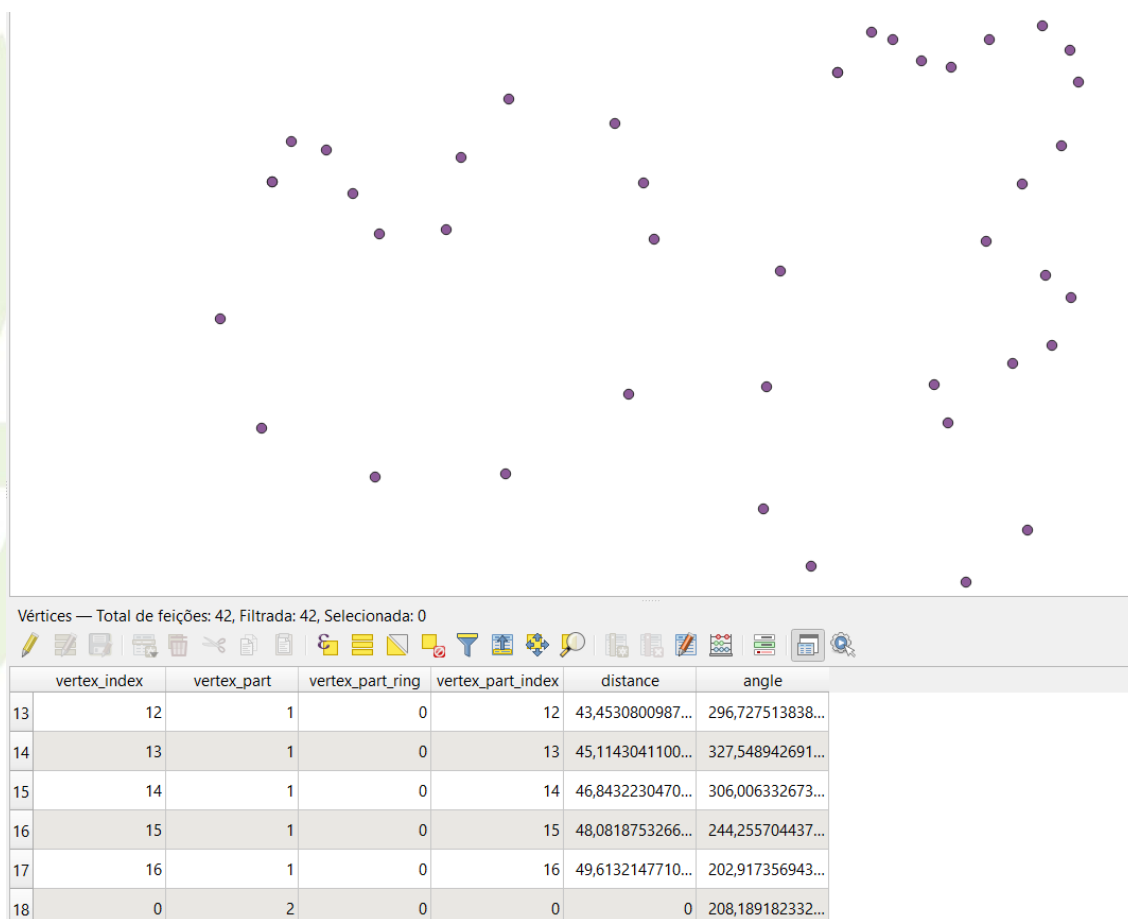 Vértices — Total de feições: 42, Filtrada: 42, Selecionada: 0
vertex_index vertex_part vertex_part_ring vertex_part_index distance angle
13 12 1 0 12 43,4530800987... 296,727513838...
14 13 1 0 13 45,1143041100... 327,548942691...
15 14 1 0 14 46,8432230470... 306,006332673...
16 15 1 0 15 48,0818753266... 244,255704437...
17 16 1 0 16 49,6132147710... 202,917356943...
18 0 2 0 0 0 208,189182332...